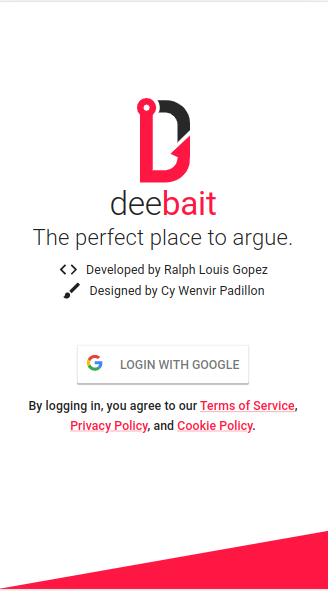 deebait
The perfect place to argue.
Developed by Ralph Louis Gopez
Designed by Cy Wenvir Padillon
LOGIN WITH GOOGLE
By logging in, you agree to our Terms of Service,
Privacy Policy, and Cookie Policy.